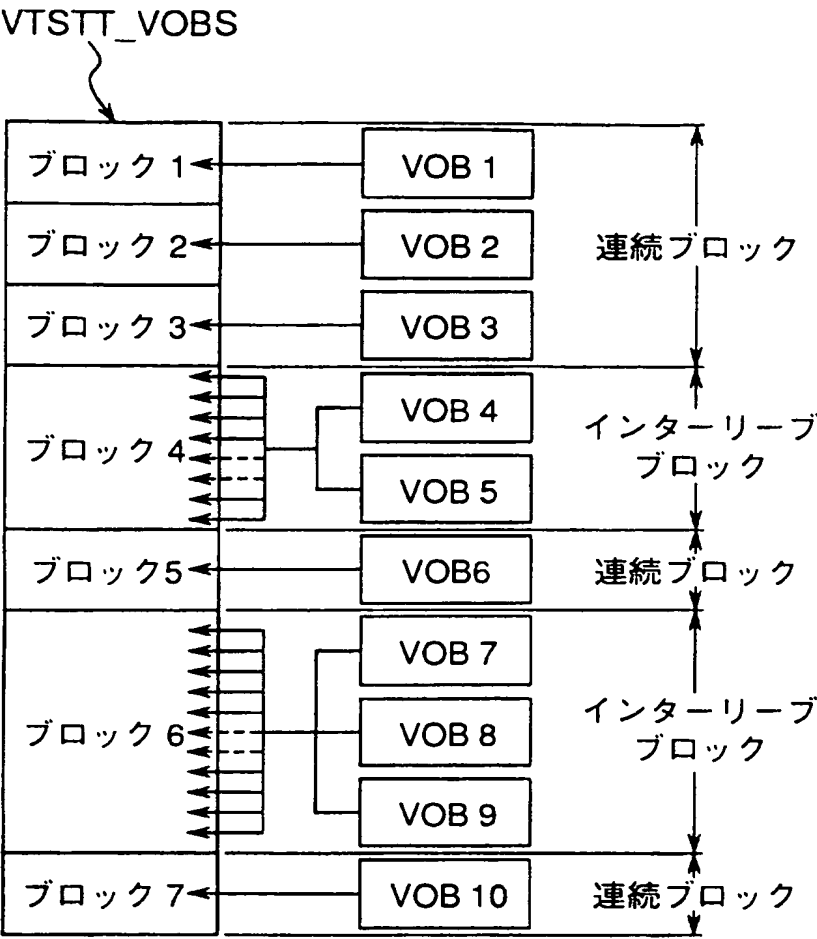 VTSTT_VOBS
ブロック 1
VOB 1
ブロック 2
VOB 2
連続ブロック
ブロック 3
VOB 3
ブロック 4
VOB 4
VOB 5
インターリーブ
ブロック
ブロック5
VOB6
連続ブロック
ブロック 6
VOB 7
VOB 8
VOB 9
インターリーブ
ブロック
ブロック 7
VOB 10
連続ブロック